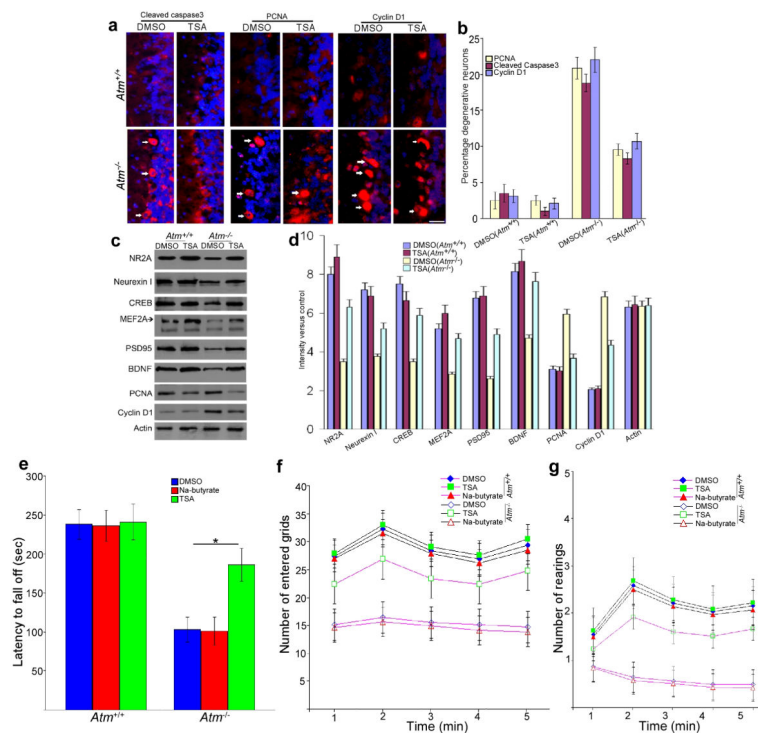 a
Cleaved caspase3
PCNA
Cyclin D1
DMSO TSA DMSO TSA DMSO TSA
Atm+/+
Atm-/-
b
PCNA
Cleaved Caspase3
Cyclin D1
Percentage degenerative neurons
25
20
15
10
5
0
DMSO(Atm+/+)
TSA(Atm+/+)
DMSO(Atm-/-)
TSA(Atm-/-)
c
Atm+/+ Atm-/-
DMSO TSA DMSO TSA
NR2A
Neurexin I
CREB
MEF2A
PSD95
BDNF
PCNA
Cyclin D1
Actin
d
DMSO(Atm+/+)
TSA(Atm+/+)
DMSO(Atm-/-)
TSA(Atm-/-)
Intensity versus control
10
8
6
4
2
0
NR2A
Neurexin I
CREB
MEF2A
PSD95
BDNF
PCNA
Cyclin D1
Actin
e
DMSO
Na-butyrate
TSA
Latency to fall off (sec)
350
300
250
200
150
100
50
*
Atm+/+
Atm-/-
f
DMSO
TSA
Na-butyrate
Atm+/+
DMSO
TSA
Na-butyrate
Atm-/-
Number of entered grids
40
35
30
25
20
15
10
5
0
1 2 3 4 5
Time (min)
g
DMSO
TSA
Na-butyrate
Atm+/+
DMSO
TSA
Na-butyrate
Atm-/-
Number of rearings
5
4
3
2
1
1 2 3 4 5
Time (min)